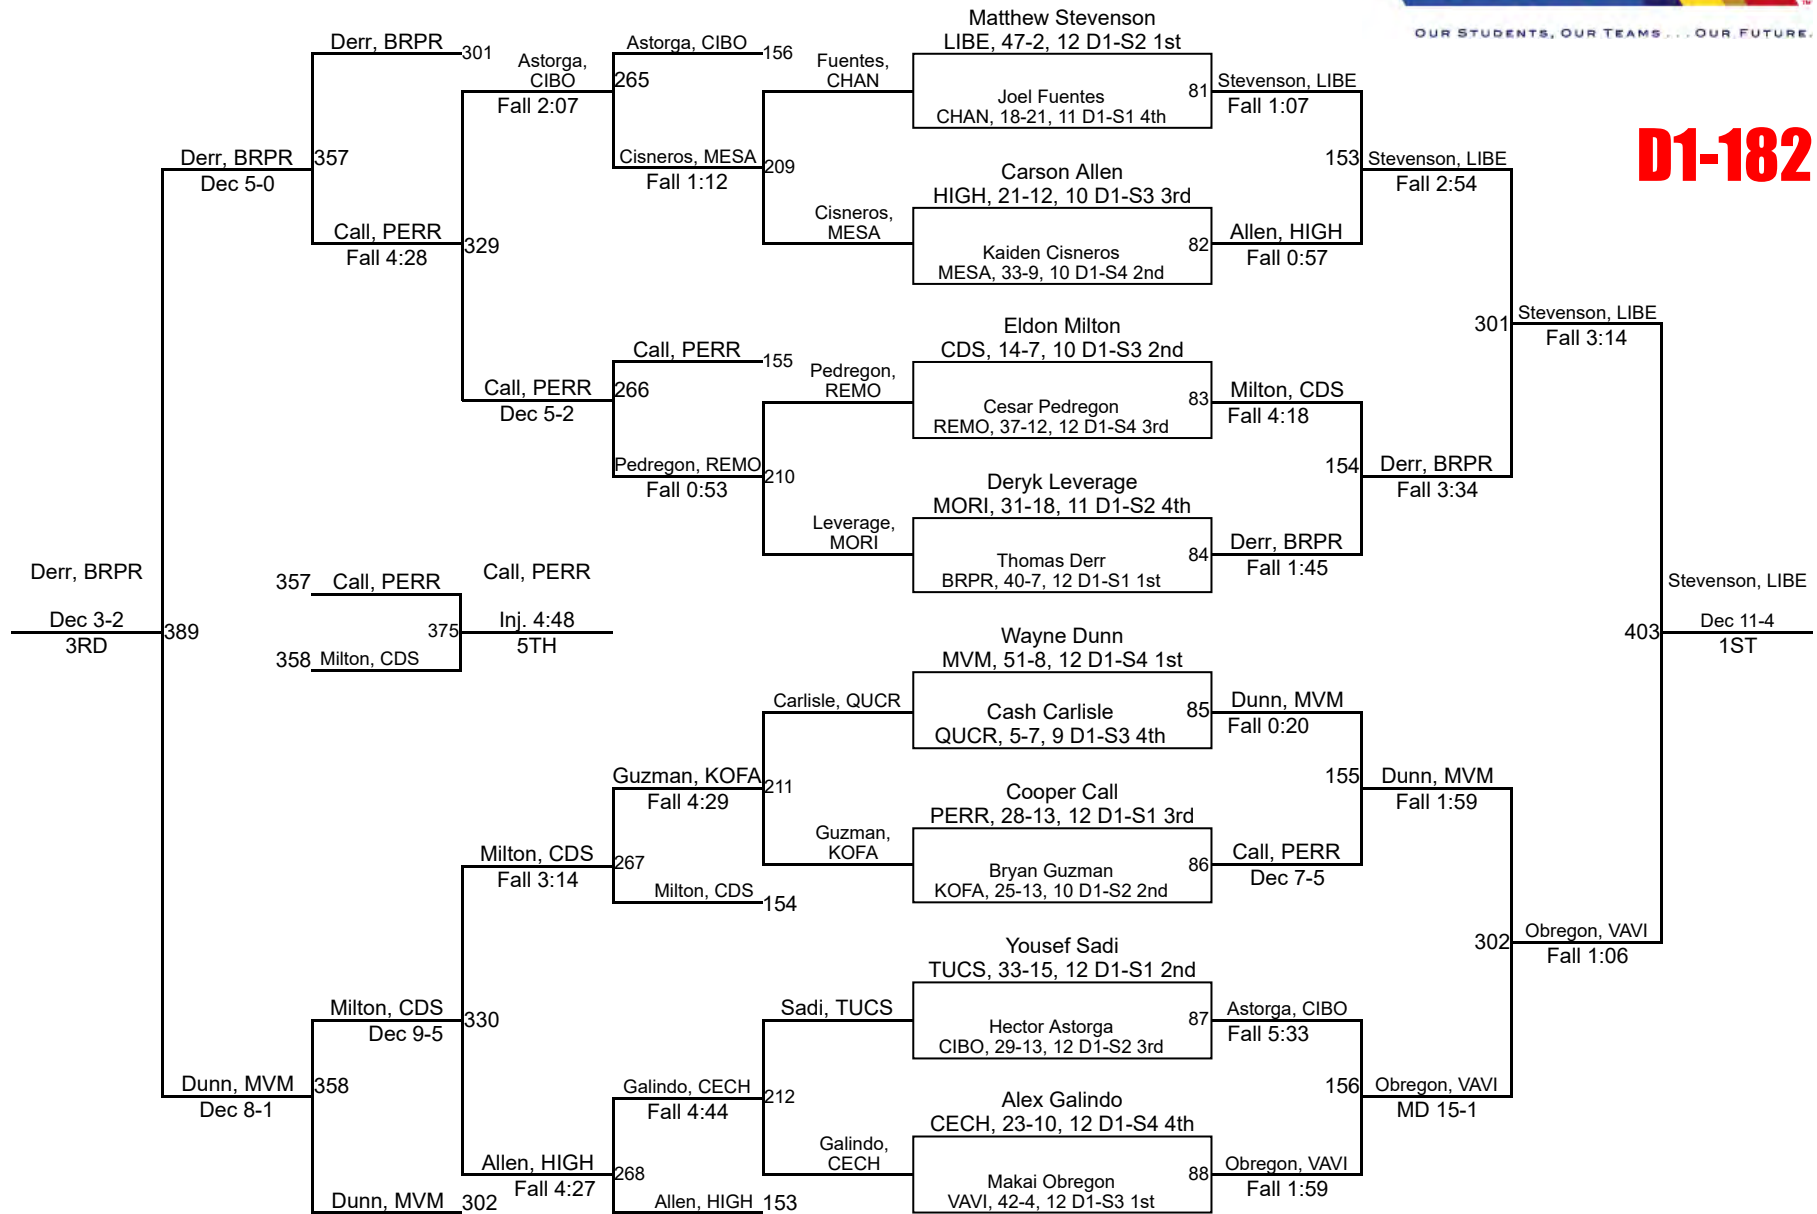 OUR STUDENTS, OUR TEAMS . . . OUR FUTURE.
D1-182
Derr, BRPR
301
Astorga,
CIBO
Fall 2:07
Astorga, CIBO
156
265
Fuentes,
CHAN
Matthew Stevenson
LIBE, 47-2, 12 D1-S2 1st
Joel Fuentes
CHAN, 18-21, 11 D1-S1 4th
81
Stevenson, LIBE
Fall 1:07
Derr, BRPR
Dec 5-0
357
Cisneros, MESA
Fall 1:12
209
Carson Allen
HIGH, 21-12, 10 D1-S3 3rd
153
Stevenson, LIBE
Fall 2:54
Call, PERR
Fall 4:28
329
Cisneros,
MESA
Kaiden Cisneros
MESA, 33-9, 10 D1-S4 2nd
82
Allen, HIGH
Fall 0:57
301
Stevenson, LIBE
Fall 3:14
Eldon Milton
CDS, 14-7, 10 D1-S3 2nd
Call, PERR
155
Call, PERR
Dec 5-2
266
Pedregon,
REMO
Cesar Pedregon
REMO, 37-12, 12 D1-S4 3rd
83
Milton, CDS
Fall 4:18
Pedregon, REMO
Fall 0:53
210
Deryk Leverage
MORI, 31-18, 11 D1-S2 4th
154
Derr, BRPR
Fall 3:34
Leverage,
MORI
Thomas Derr
BRPR, 40-7, 12 D1-S1 1st
84
Derr, BRPR
Fall 1:45
Derr, BRPR
Dec 3-2
3RD
389
357
Call, PERR
358
Milton, CDS
375
Call, PERR
Inj. 4:48
5TH
403
Stevenson, LIBE
Dec 11-4
1ST
Wayne Dunn
MVM, 51-8, 12 D1-S4 1st
Carlisle, QUCR
Cash Carlisle
QUCR, 5-7, 9 D1-S3 4th
85
Dunn, MVM
Fall 0:20
Guzman, KOFA
Fall 4:29
211
Cooper Call
PERR, 28-13, 12 D1-S1 3rd
155
Dunn, MVM
Fall 1:59
Milton, CDS
Fall 3:14
267
Guzman,
KOFA
Bryan Guzman
KOFA, 25-13, 10 D1-S2 2nd
86
Call, PERR
Dec 7-5
Milton, CDS
154
302
Obregon, VAVI
Fall 1:06
Yousef Sadi
TUCS, 33-15, 12 D1-S1 2nd
Milton, CDS
Dec 9-5
330
Sadi, TUCS
Hector Astorga
CIBO, 29-13, 12 D1-S2 3rd
87
Astorga, CIBO
Fall 5:33
Dunn, MVM
Dec 8-1
358
Galindo, CECH
Fall 4:44
212
Alex Galindo
CECH, 23-10, 12 D1-S4 4th
156
Obregon, VAVI
MD 15-1
Allen, HIGH
Fall 4:27
268
Galindo,
CECH
Makai Obregon
VAVI, 42-4, 12 D1-S3 1st
88
Obregon, VAVI
Fall 1:59
Dunn, MVM
302
Allen, HIGH
153